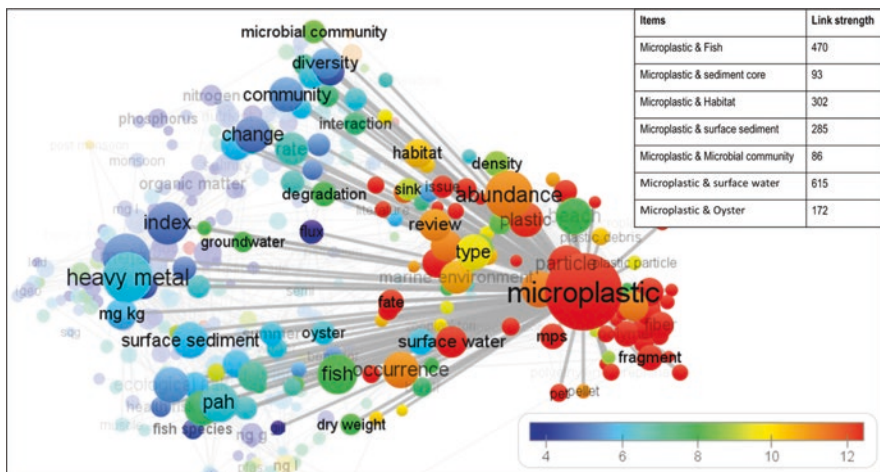 microbial community
diversity
nitrogen
community
phosphorus
interaction
change
rate
habitat
density
monsoon
organic matter
degradation
sink
issue
abundance
index
review
plastic
beach
groundwater
flux
type
plastic debris
heavy metal
marine environment
particle
plastic particle
microplastic
mg kg
fate
surface sediment
summer
oyster
surface water
mps
fiber
fragment
fish
occurrence
pah
pellet
fish species
dry weight
ng g
ng l
Items Link strength
Microplastic & Fish 470
Microplastic & sediment core 93
Microplastic & Habitat 302
Microplastic & surface sediment 285
Microplastic & Microbial community 86
Microplastic & surface water 615
Microplastic & Oyster 172
4 6 8 10 12